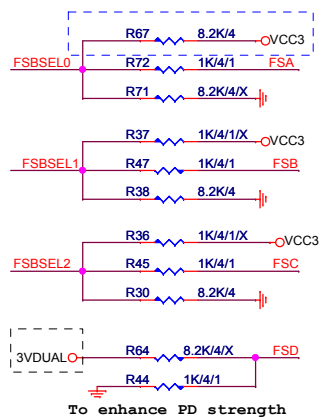 R67 8.2K/4 VCC3
FSBSEL0 R72 1K/4/1 FSA
R71 8.2K/4/X
R37 1K/4/1/X VCC3
FSBSEL1 R47 1K/4/1 FSB
R38 8.2K/4
R36 1K/4/1/X VCC3
FSBSEL2 R45 1K/4/1 FSC
R30 8.2K/4
3VDUAL R64 8.2K/4/X FSD
R44 1K/4/1
To enhance PD strength